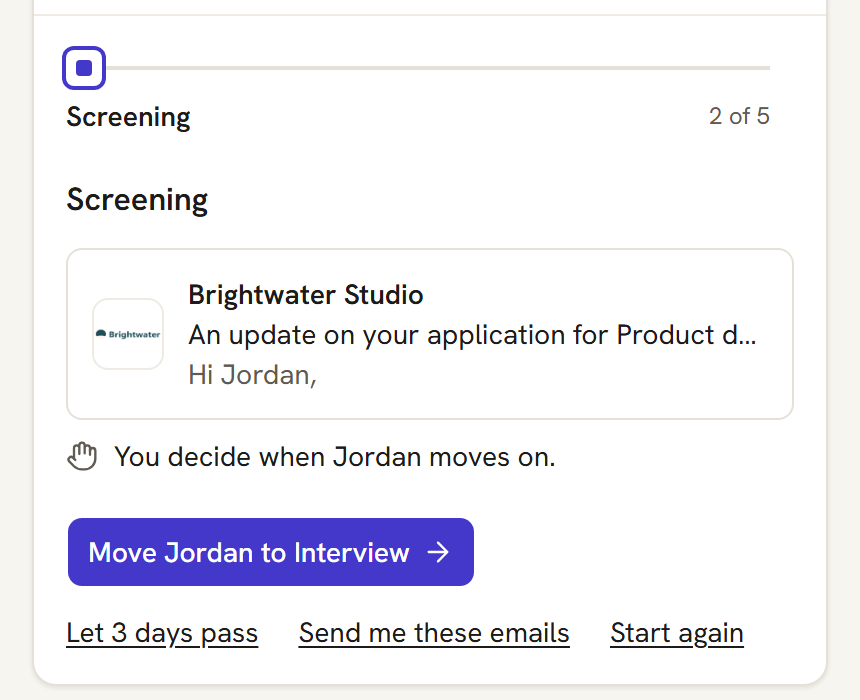 Screening
2 of 5
Screening
Brightwater Studio
Brightwater
An update on your application for Product d...
Hi Jordan,
You decide when Jordan moves on.
Move Jordan to Interview →
Let 3 days pass
Send me these emails
Start again